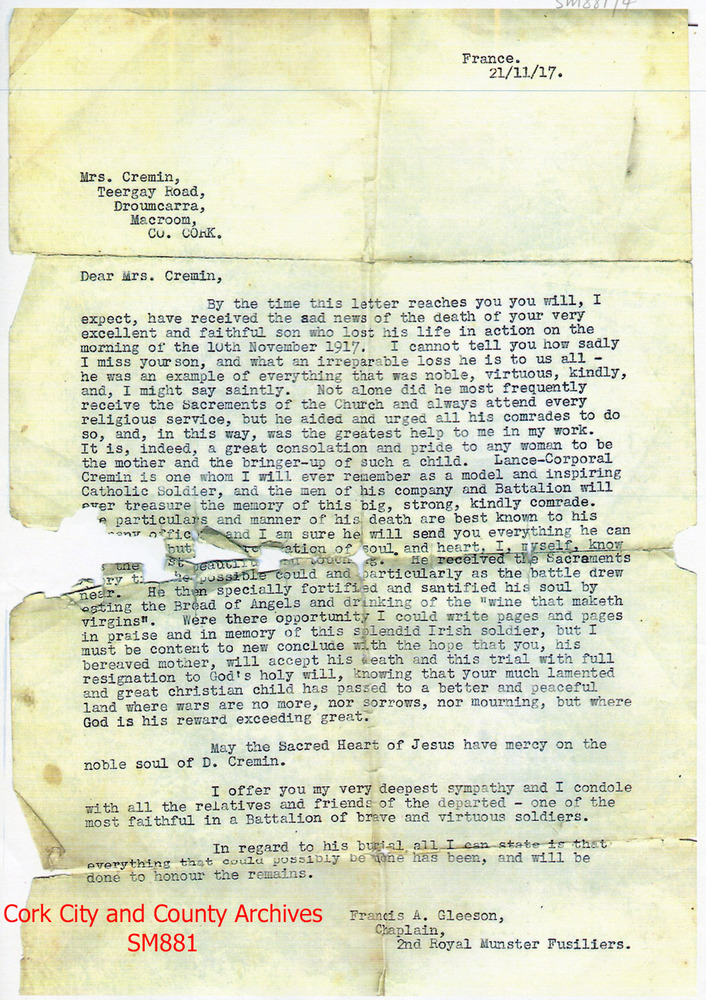 SM881/4
France.
21/11/17.
Mrs. Cremin,
Teergay Road,
Droumcarra,
Macroom,
CO. CORK.
Dear Mrs. Cremin,
By the time this letter reaches you you will, I
expect, have received the sad news of the death of your very
excellent and faithful son who lost his life in action on the
morning of the 10th November 1917. I cannot tell you how sadly
I miss your son, and what an irreparable loss he is to us all -
he was an example of everything that was noble, virtuous, kindly,
and, I might say saintly. Not alone did he most frequently
receive the Sacrements of the Church and always attend every
religious service, but he aided and urged all his comrades to do
so, and, in this way, was the greatest help to me in my work.
It is, indeed, a great consolation and pride to any woman to be
the mother and the bringer-up of such a child. Lance-Corporal
Cremin is one whom I will ever remember as a model and inspiring
Catholic Soldier, and the men of his company and Battalion will
ever treasure the memory of this big, strong, kindly comrade.
particulars and manner of his death are best known to his
and I am sure he will send you everything he can
but of soul, and heart, I, myself, know
the He received the Sacraments
he possible could and particularly as the battle drew
near. He then specially fortified and santified his soul by
eating the Bread of Angels and drinking of the "wine that maketh
virgins". Were there opportunity I could write pages and pages
in praise and in memory of this splendid Irish soldier, but I
must be content to new conclude with the hope that you, his
bereaved mother, will accept his death and this trial with full
resignation to God's holy will, knowing that your much lamented
and great christian child has passed to a better and peaceful
land where wars are no more, nor sorrows, nor mourning, but where
God is his reward exceeding great.
May the Sacred Heart of Jesus have mercy on the
noble soul of D. Cremin.
I offer you my very deepest sympathy and I condole
with all the relatives and friends of the departed - one of the
most faithful in a Battalion of brave and virtuous soldiers.
In regard to his burial all I can state is that
everything that could possibly be done has been, and will be
done to honour the remains.
Francis A. Gleeson,
Chaplain,
2nd Royal Munster Fusiliers.
Cork City and County Archives
SM881